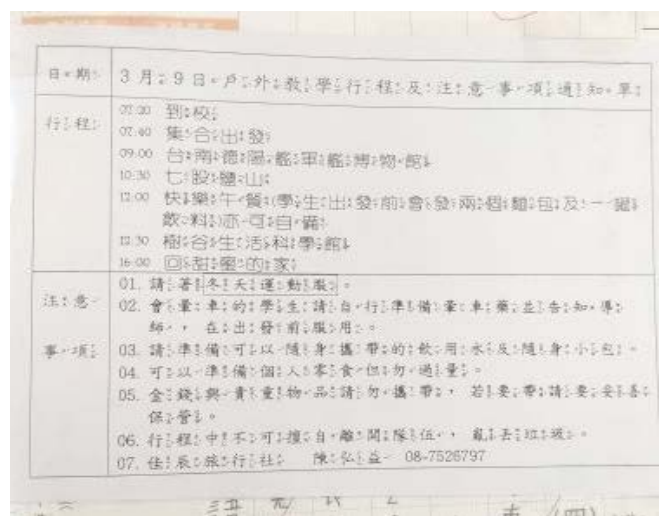 日期 3月9日戶外教學行程及注意事項通知單
行程
07:20 到校
07:40 集合出發
09:00 台南德陽艦軍艦博物館
10:30 七股鹽山
12:00 快樂午餐(學生出發前會發兩個麵包及一罐
飲料)亦可自備
12:30 樹谷生活科學館
16:00 回甜蜜的家
注意
事項
01. 請著冬天運動服。
02. 會暈車的學生請自行準備暈車藥並告知導
師,在出發前服用。
03. 請準備可以隨身攜帶的飲用水及隨身小包。
04. 可以準備個人零食但勿過量。
05. 金錢與貴重物品請勿攜帶,若要帶請要妥善
保管。
06. 行程中不可擅自離開隊伍,亂丟垃圾。
07. 佳辰旅行社 陳弘益 08-7526797